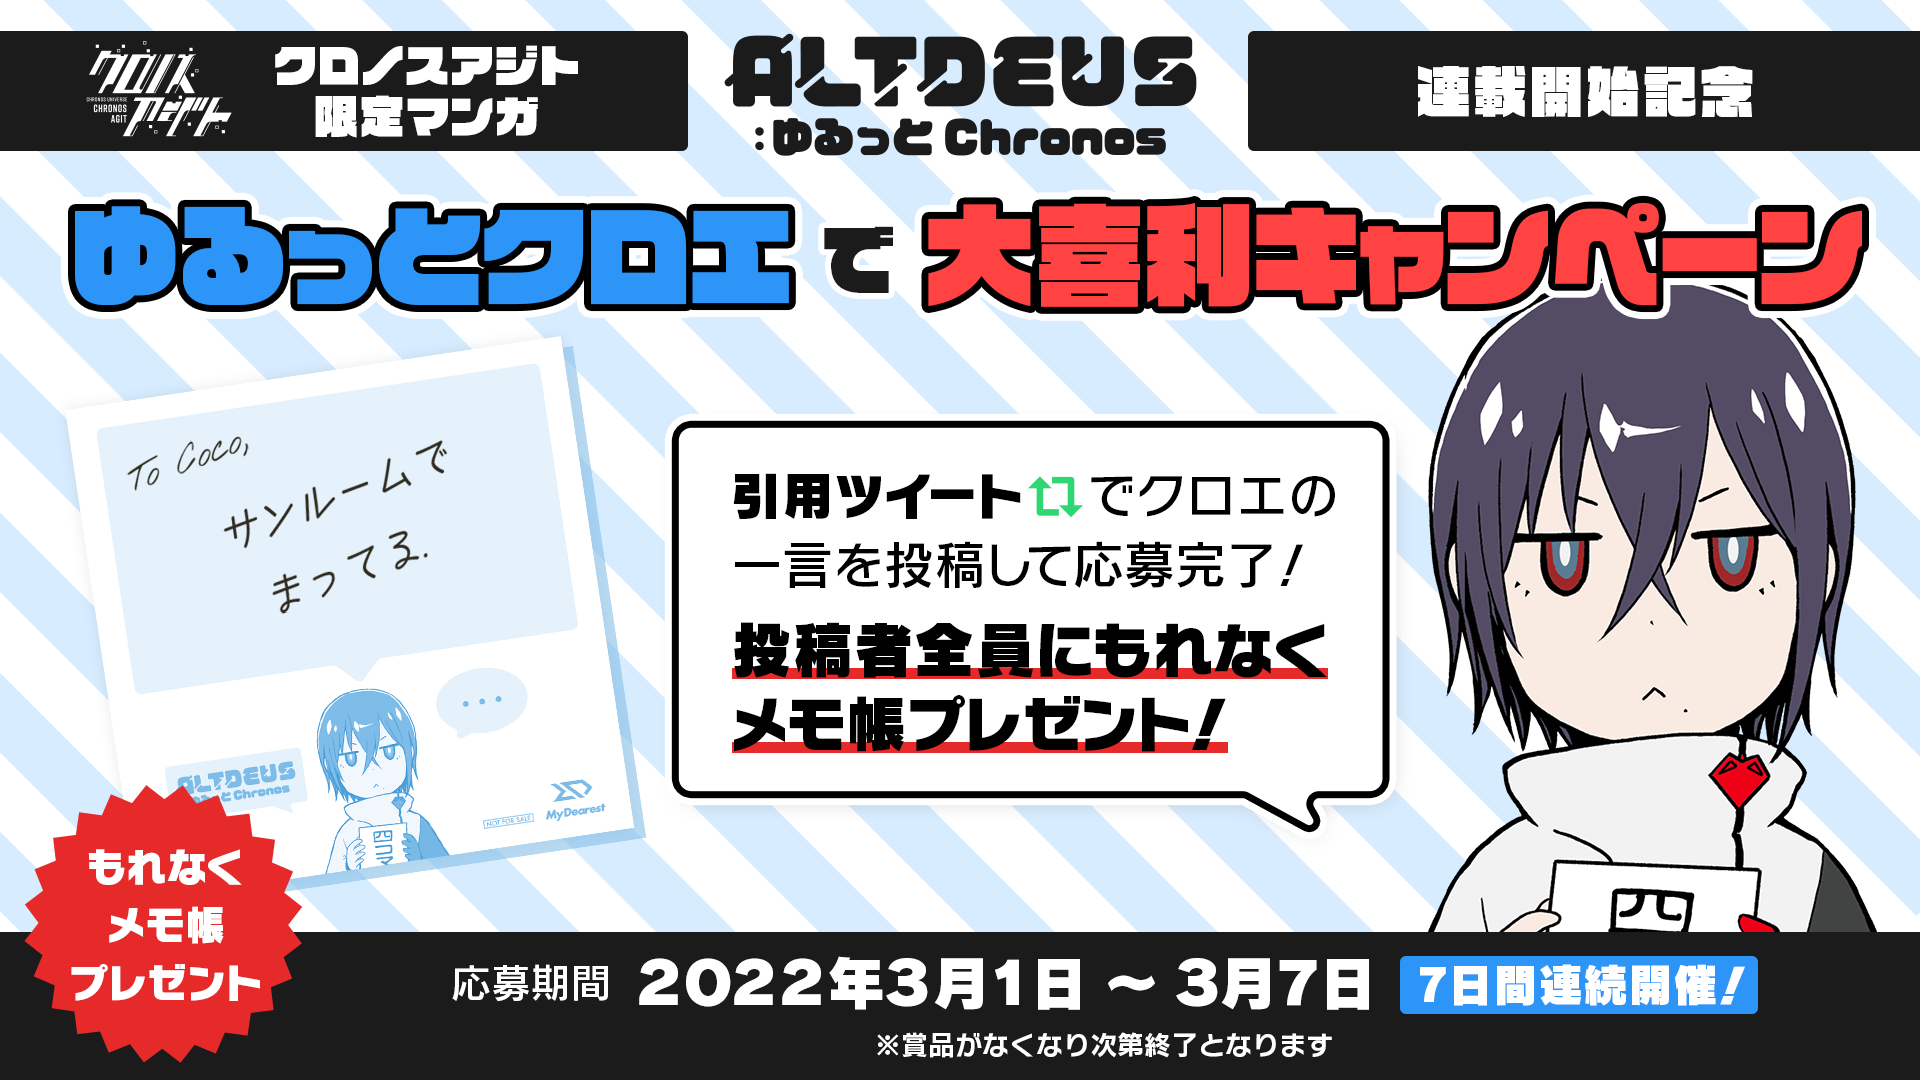 クロノスアジト
CHRONOS UNIVERSE
CHRONOS
AGIT
クロノスアジト
限定マンガ
ALTDEUS
:ゆるっとChronos
連載開始記念
ゆるっとクロエで大喜利キャンペーン
To Coco,
サンルームで
まってる.
...
ALTDEUS
とChronos
四コマ
NOT FOR SALE
MyDearest
引用ツイートでクロエの
一言を投稿して応募完了!
投稿者全員にもれなく
メモ帳プレゼント!
四
もれなく
メモ帳
プレゼント
応募期間 2022年3月1日 ～ 3月7日 7日間連続開催!
※賞品がなくなり次第終了となります